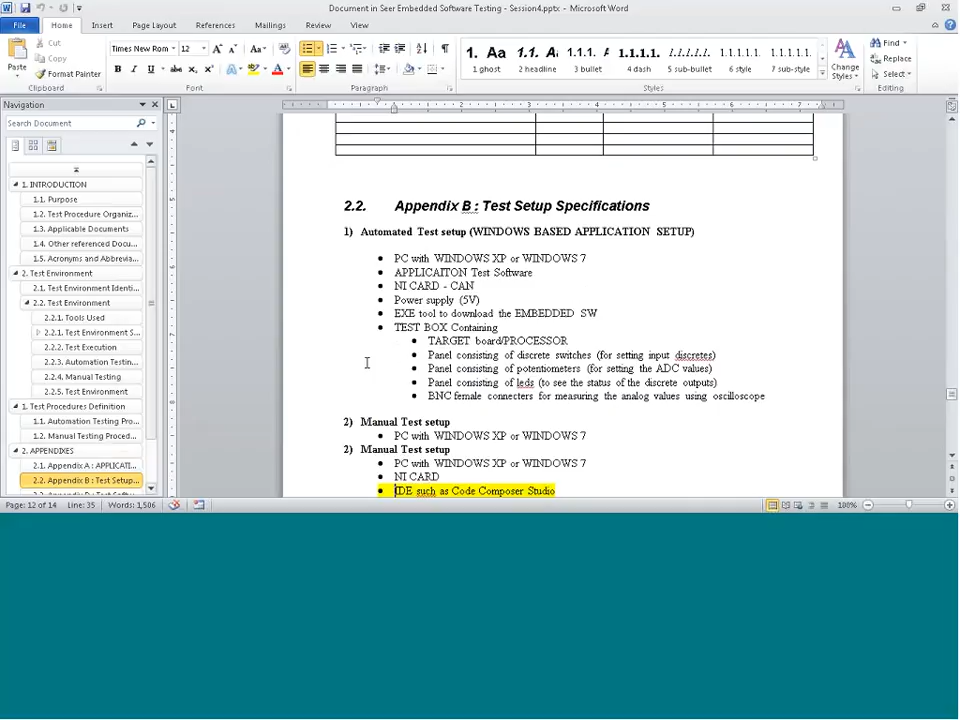 Document in Seer Embedded Software Testing - Session4.pptx: - Microsoft Word
File Home Insert Page Layout References Mailings Review View
Paste
Cut
Copy
Format Painter
Clipboard
Times New Rom 12
Font
Paragraph
1. Aa 1.1. A 1.1.1. F 1.1.1.1. 1.1.1.1.1. 1.1.1.1.1. 1.1.1.1.1.
1 ghost 2 headline 3 bullet 4 dash 5 sub-bullet 6 style 7 sub-style
Change
Styles
Styles
Find
Replace
Select
Editing
Navigation
Search Document
1. INTRODUCTION
1.1. Purpose
1.2. Test Procedure Organiz...
1.3. Applicable Documents
1.4. Other referenced Docu...
1.5. Acronyms and Abbrevia...
2. Test Environment
2.1. Test Environment Identi...
2.2. Test Environment
2.2.1. Tools Used
2.2.1. Test Environment S...
2.2.2. Test Execution
2.2.3. Automation Testin...
2.2.4. Manual Testing
2.2.5. Test Environment
1. Test Procedures Definition
1.1. Automation Testing Pro...
1.2. Manual Testing Proced...
2. APPENDIXES
2.1. Appendix A : APPLICATI...
2.2. Appendix B : Test Setup...
2.2. Appendix B : Test Setup Specifications
1) Automated Test setup (WINDOWS BASED APPLICATION SETUP)
• PC with WINDOWS XP or WINDOWS 7
• APPLICAITON Test Software
• NI CARD - CAN
• Power supply (5V)
• EXE tool to download the EMBEDDED SW
• TEST BOX Containing
• TARGET board/PROCESSOR
• Panel consisting of discrete switches (for setting input discretes)
• Panel consisting of potentiometers (for setting the ADC values)
• Panel consisting of leds (to see the status of the discrete outputs)
• BNC female connecters for measuring the analog values using oscilloscope
2) Manual Test setup
• PC with WINDOWS XP or WINDOWS 7
2) Manual Test setup
• PC with WINDOWS XP or WINDOWS 7
• NI CARD
• IDE such as Code Composer Studio
Page: 12 of 14 Line: 35 Words: 1,506 100%